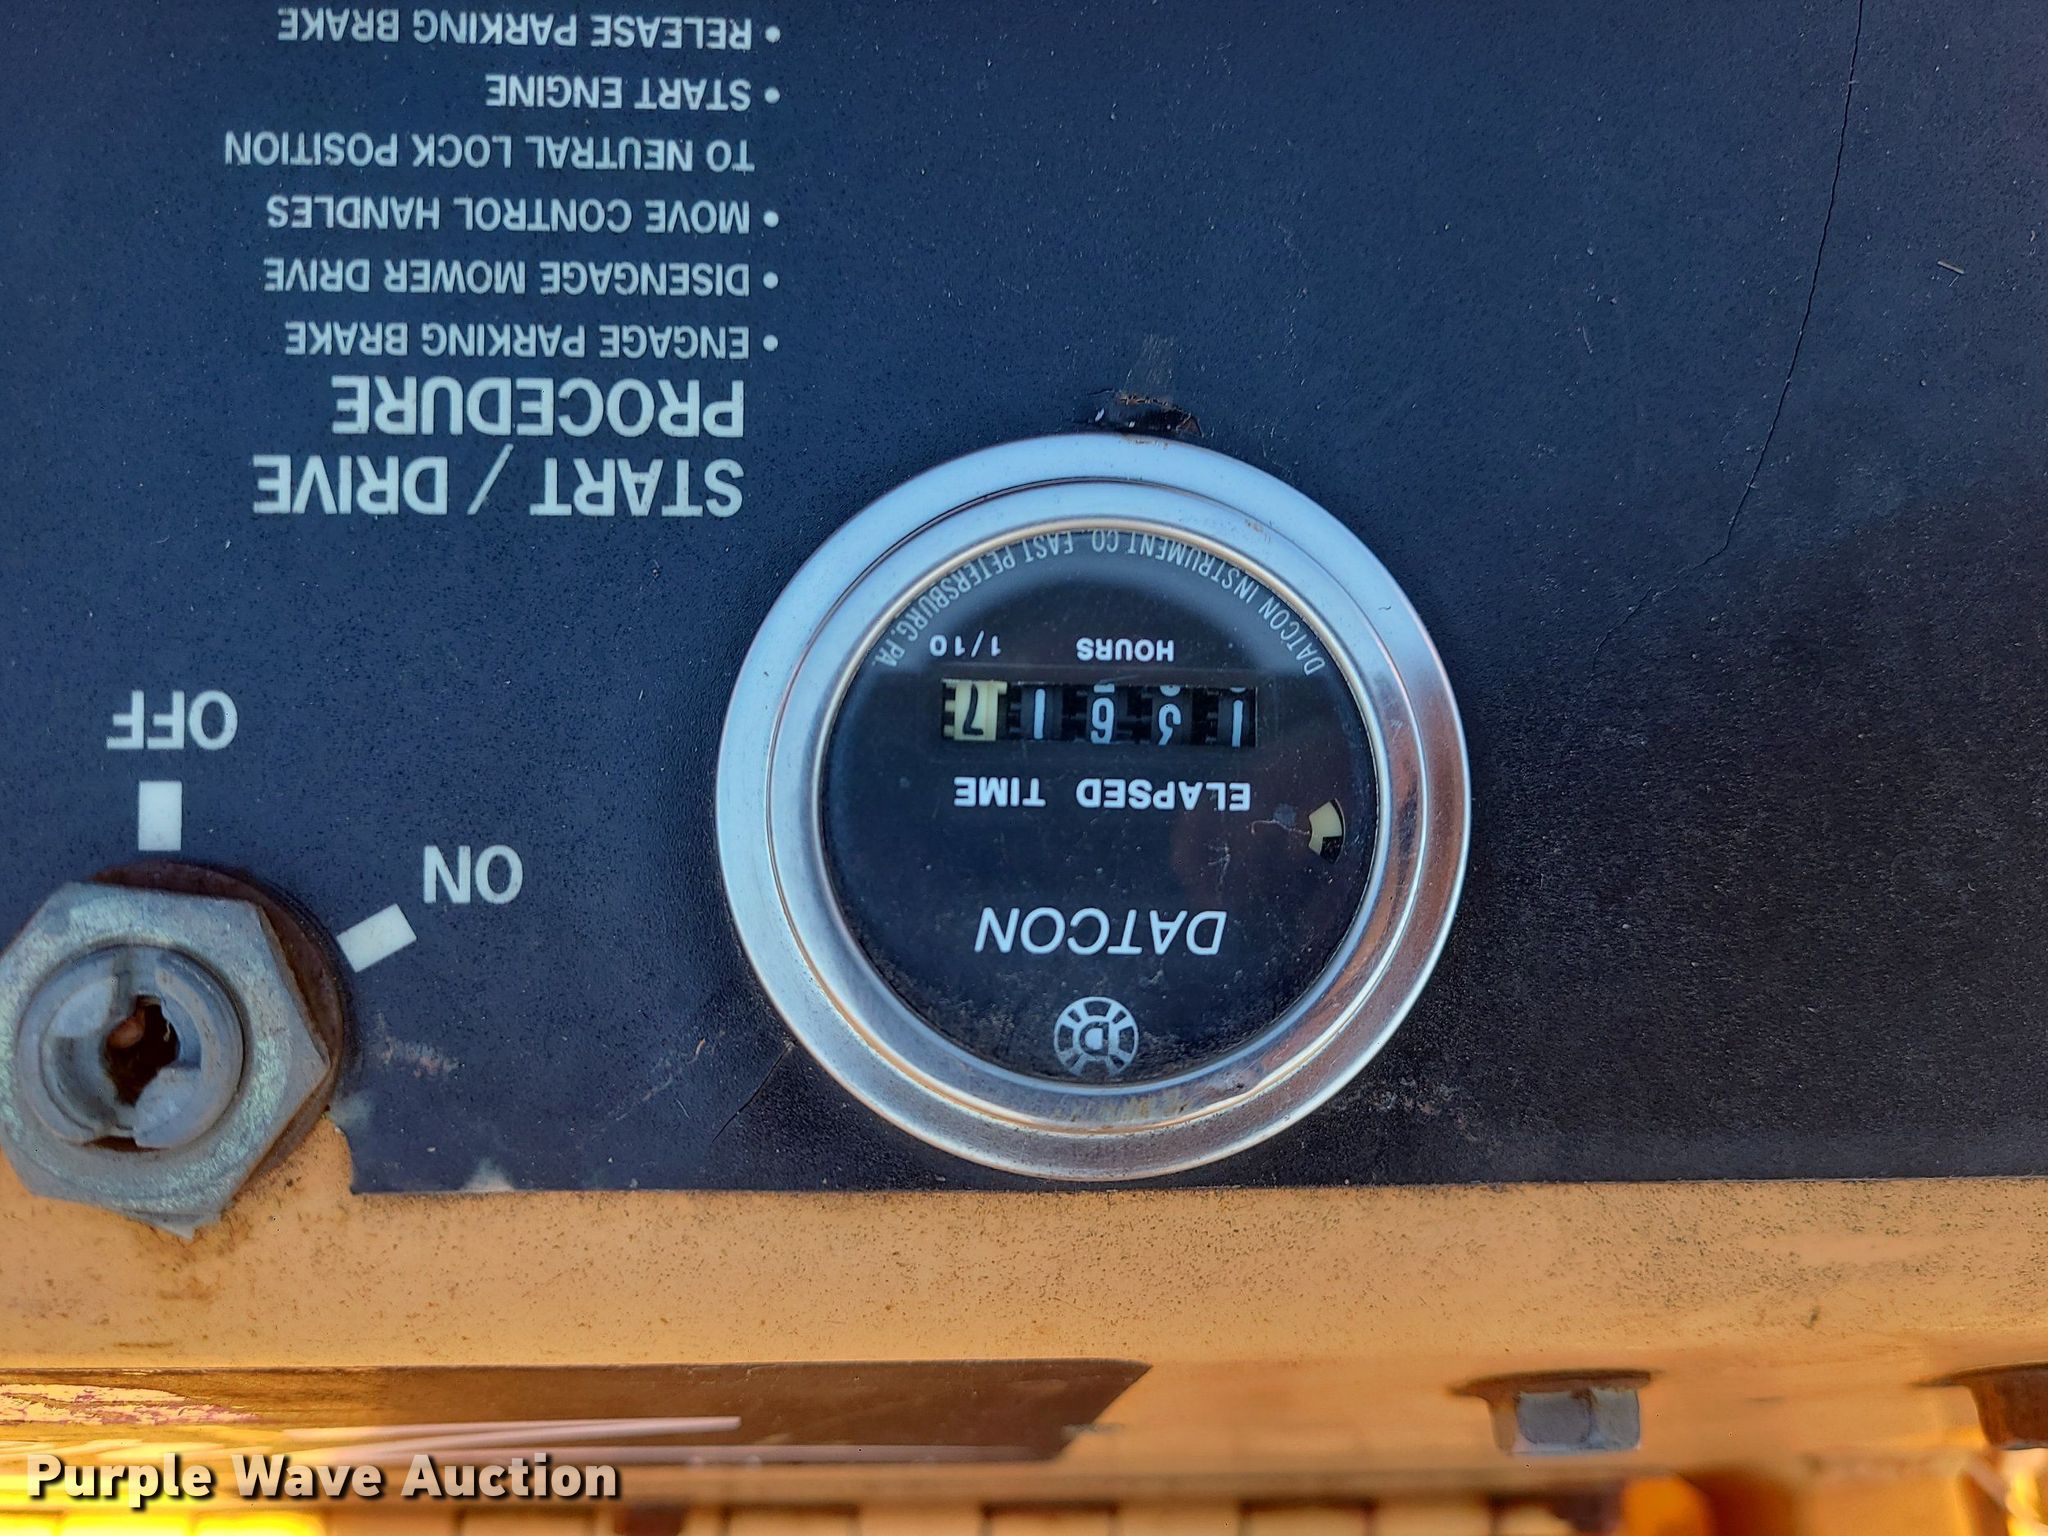 D
DATCON
ELAPSED TIME
HOURS 1/10
DATCON INSTRUMENT CO. EAST PETERSBURG, PA.
ON
OFF
START / DRIVE
PROCEDURE
• ENGAGE PARKING BRAKE
• DISENGAGE MOWER DRIVE
• MOVE CONTROL HANDLES
TO NEUTRAL LOCK POSITION
• START ENGINE
• RELEASE PARKING BRAKE
Purple Wave Auction